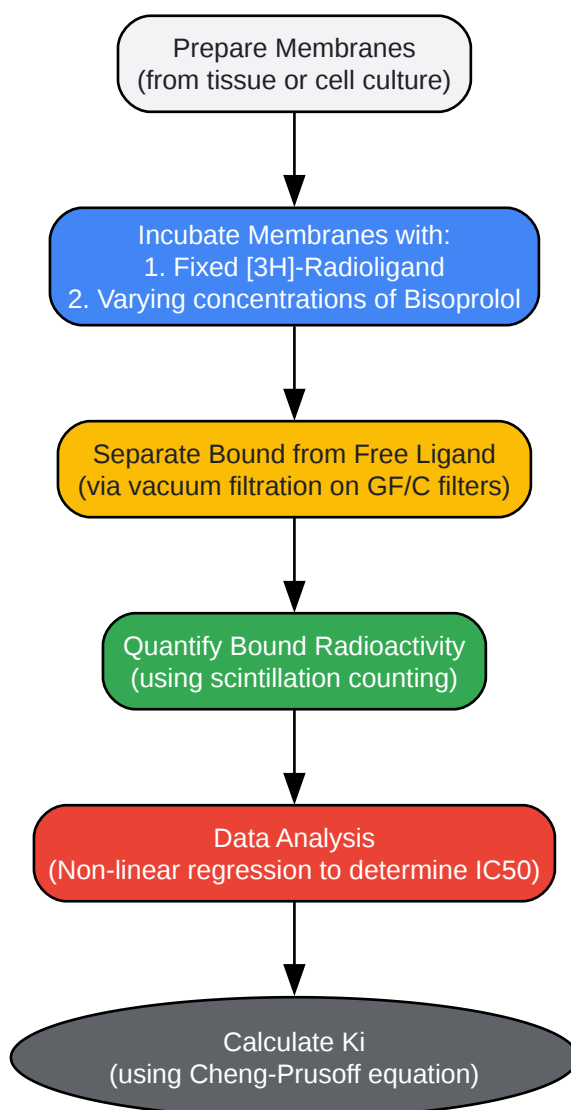 Prepare Membranes
(from tissue or cell culture)
Incubate Membranes with:
1. Fixed [3H]-Radioligand
2. Varying concentrations of Bisoprolol
Separate Bound from Free Ligand
(via vacuum filtration on GF/C filters)
Quantify Bound Radioactivity
(using scintillation counting)
Data Analysis
(Non-linear regression to determine IC50)
Calculate Ki
(using Cheng-Prusoff equation)